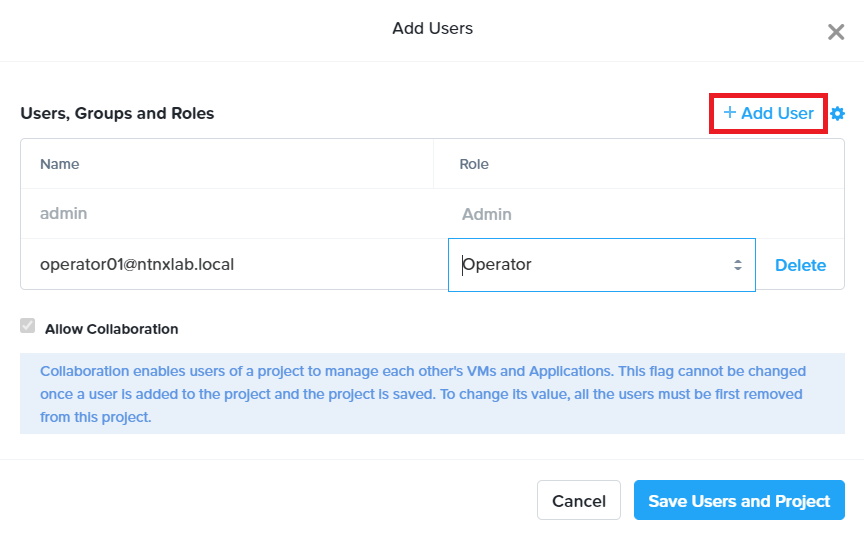 Add Users
Users, Groups and Roles
+ Add User
Name Role
admin Admin
operator01@ntnxlab.local Operator Delete
Allow Collaboration
Collaboration enables users of a project to manage each other's VMs and Applications. This flag cannot be changed
once a user is added to the project and the project is saved. To change its value, all the users must be first removed
from this project.
Cancel Save Users and Project